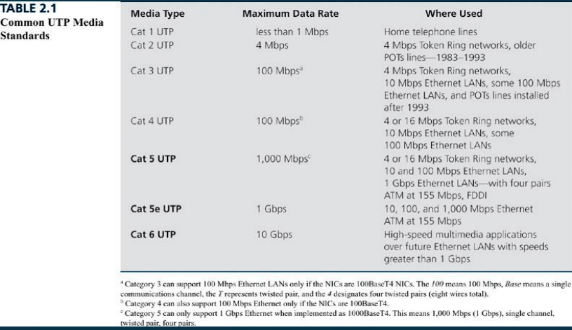 TABLE 2.1
Common UTP Media
Standards
Media Type Maximum Data Rate Where Used
Cat 1 UTP less than 1 Mbps Home telephone lines
Cat 2 UTP 4 Mbps 4 Mbps Token Ring networks, older
POTs lines—1983–1993
Cat 3 UTP 100 Mbpsᵃ 4 Mbps Token Ring networks,
10 Mbps Ethernet LANs, some 100 Mbps
Ethernet LANs, and POTs lines installed
after 1993
Cat 4 UTP 100 Mbpsᵇ 4 or 16 Mbps Token Ring networks,
10 Mbps Ethernet LANs, some
100 Mbps Ethernet LANs
Cat 5 UTP 1,000 Mbpsᶜ 4 or 16 Mbps Token Ring networks,
10 and 100 Mbps Ethernet LANs,
1 Gbps Ethernet LANs—with four pairs
ATM at 155 Mbps, FDDI
Cat 5e UTP 1 Gbps 10, 100, and 1,000 Mbps Ethernet
ATM at 155 Mbps
Cat 6 UTP 10 Gbps High-speed multimedia applications
over future Ethernet LANs with speeds
greater than 1 Gbps
ᵃ Category 3 can support 100 Mbps Ethernet LANs only if the NICs are 100BaseT4 NICs. The 100 means 100 Mbps, Base means a single
communications channel, the T represents twisted pair, and the 4 designates four twisted pairs (eight wires total).
ᵇ Category 4 can also support 100 Mbps Ethernet only if the NICs are 100BaseT4.
ᶜ Category 5 can only support 1 Gbps Ethernet when implemented as 1000BaseT4. This means 1,000 Mbps (1 Gbps), single channel,
twisted pair, four pairs.